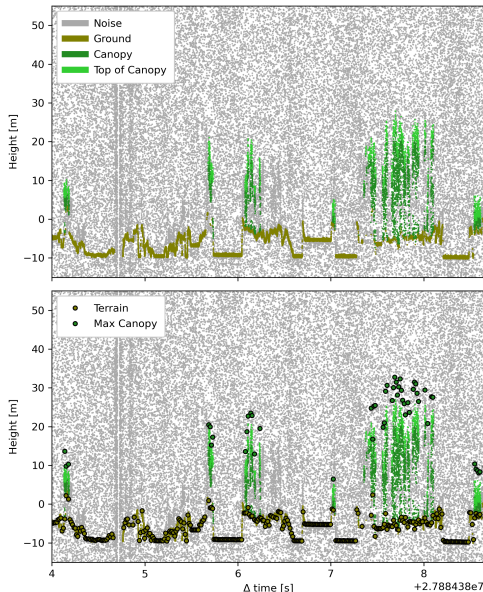 50
40
30
20
10
0
−10
Height [m]
Noise
Ground
Canopy
Top of Canopy
50
40
30
20
10
0
−10
Height [m]
Terrain
Max Canopy
4
5
6
7
8
Δ time [s]
+2.788438e7